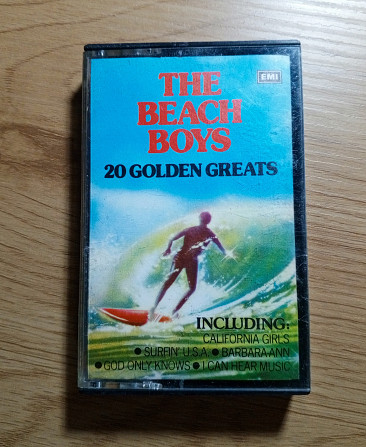 EMI
THE
BEACH
BOYS
20 GOLDEN GREATS
INCLUDING:
CALIFORNIA GIRLS
• SURFIN' U.S.A. • BARBARA ANN
• GOD ONLY KNOWS • I CAN HEAR MUSIC